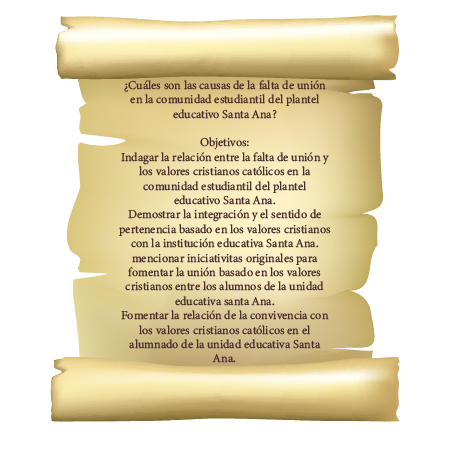 ¿Cuáles son las causas de la falta de unión
en la comunidad estudiantil del plantel
educativo Santa Ana?
Objetivos:
Indagar la relación entre la falta de unión y
los valores cristianos católicos en la
comunidad estudiantil del plantel
educativo Santa Ana.
Demostrar la integración y el sentido de
pertenencia basado en los valores cristianos
con la institución educativa Santa Ana.
mencionar iniciativitas originales para
fomentar la unión basado en los valores
cristianos entre los alumnos de la unidad
educativa santa Ana.
Fomentar la relación de la convivencia con
los valores cristianos católicos en el
alumnado de la unidad educativa Santa
Ana.